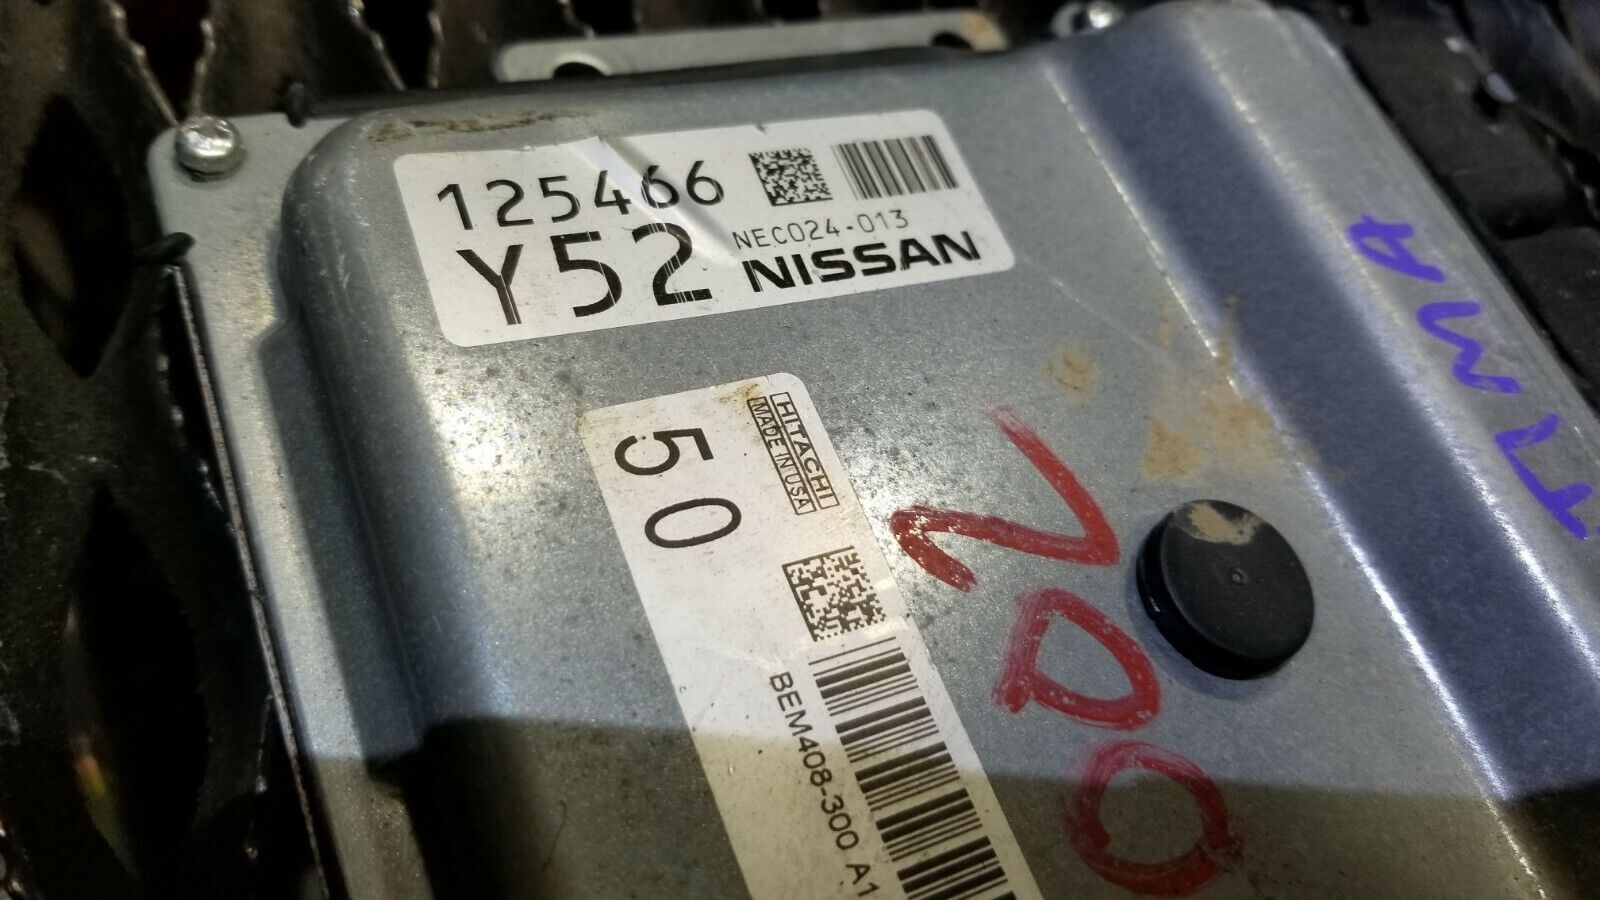 125466
NEC024-013
Y52 NISSAN
HITACHI
MADE IN USA
50
BEM408-300 A1